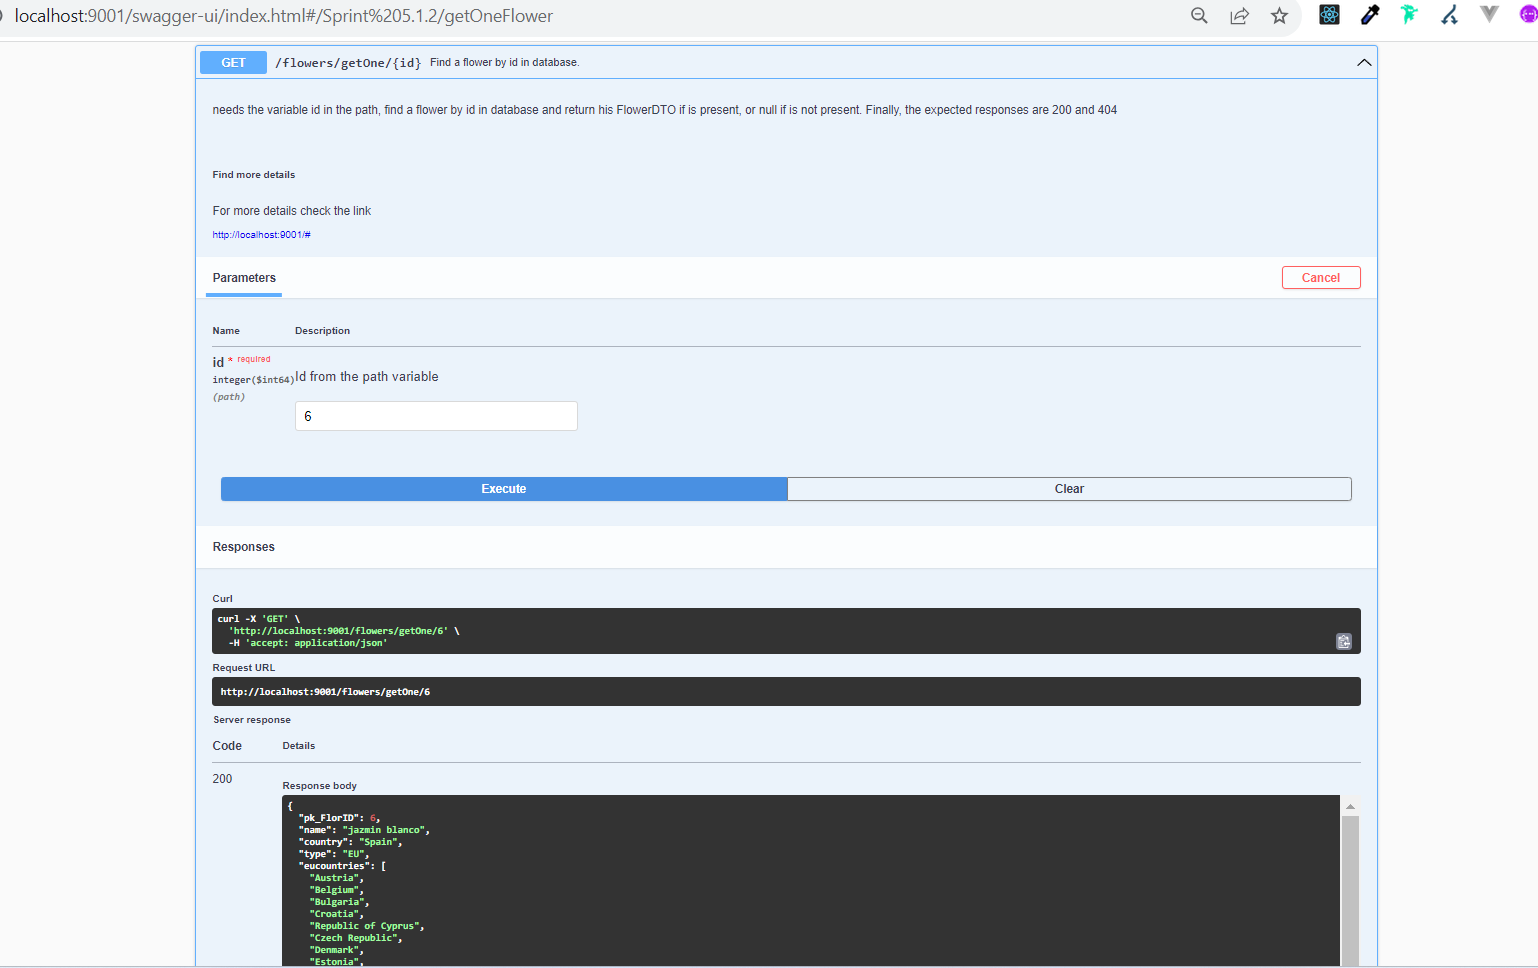 localhost:9001/swagger-ui/index.html#/Sprint%205.1.2/getOneFlower
GET /flowers/getOne/{id} Find a flower by id in database.
needs the variable id in the path, find a flower by id in database and return his FlowerDTO if is present, or null if is not present. Finally, the expected responses are 200 and 404
Find more details
For more details check the link
http://localhost:9001/#
Parameters
Cancel
Name Description
id * required
integer($int64)
(path)
Id from the path variable
6
Execute Clear
Responses
Curl
curl -X 'GET' \
'http://localhost:9001/flowers/getOne/6' \
-H 'accept: application/json'
Request URL
http://localhost:9001/flowers/getOne/6
Server response
Code Details
200
Response body
{
"pk_FlorID": 6,
"name": "jazmin blanco",
"country": "Spain",
"type": "EU",
"eucountries": [
"Austria",
"Belgium",
"Bulgaria",
"Croatia",
"Republic of Cyprus",
"Czech Republic",
"Denmark",
"Estonia",